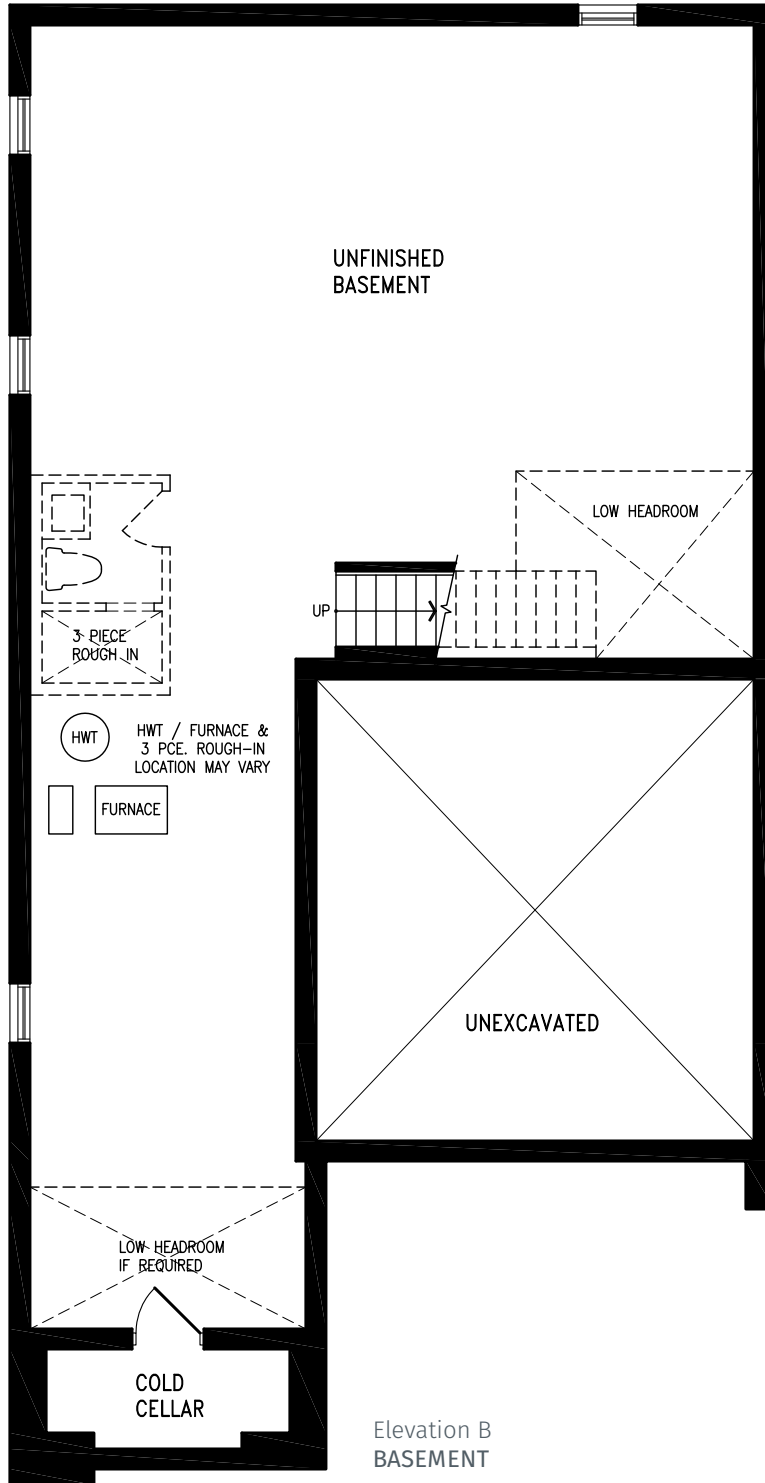 UNFINISHED
BASEMENT
LOW HEADROOM
UP
3 PIECE
ROUGH IN
HWT
HWT / FURNACE &
3 PCE. ROUGH-IN
LOCATION MAY VARY
FURNACE
UNEXCAVATED
LOW HEADROOM
IF REQUIRED
COLD
CELLAR
Elevation B
BASEMENT